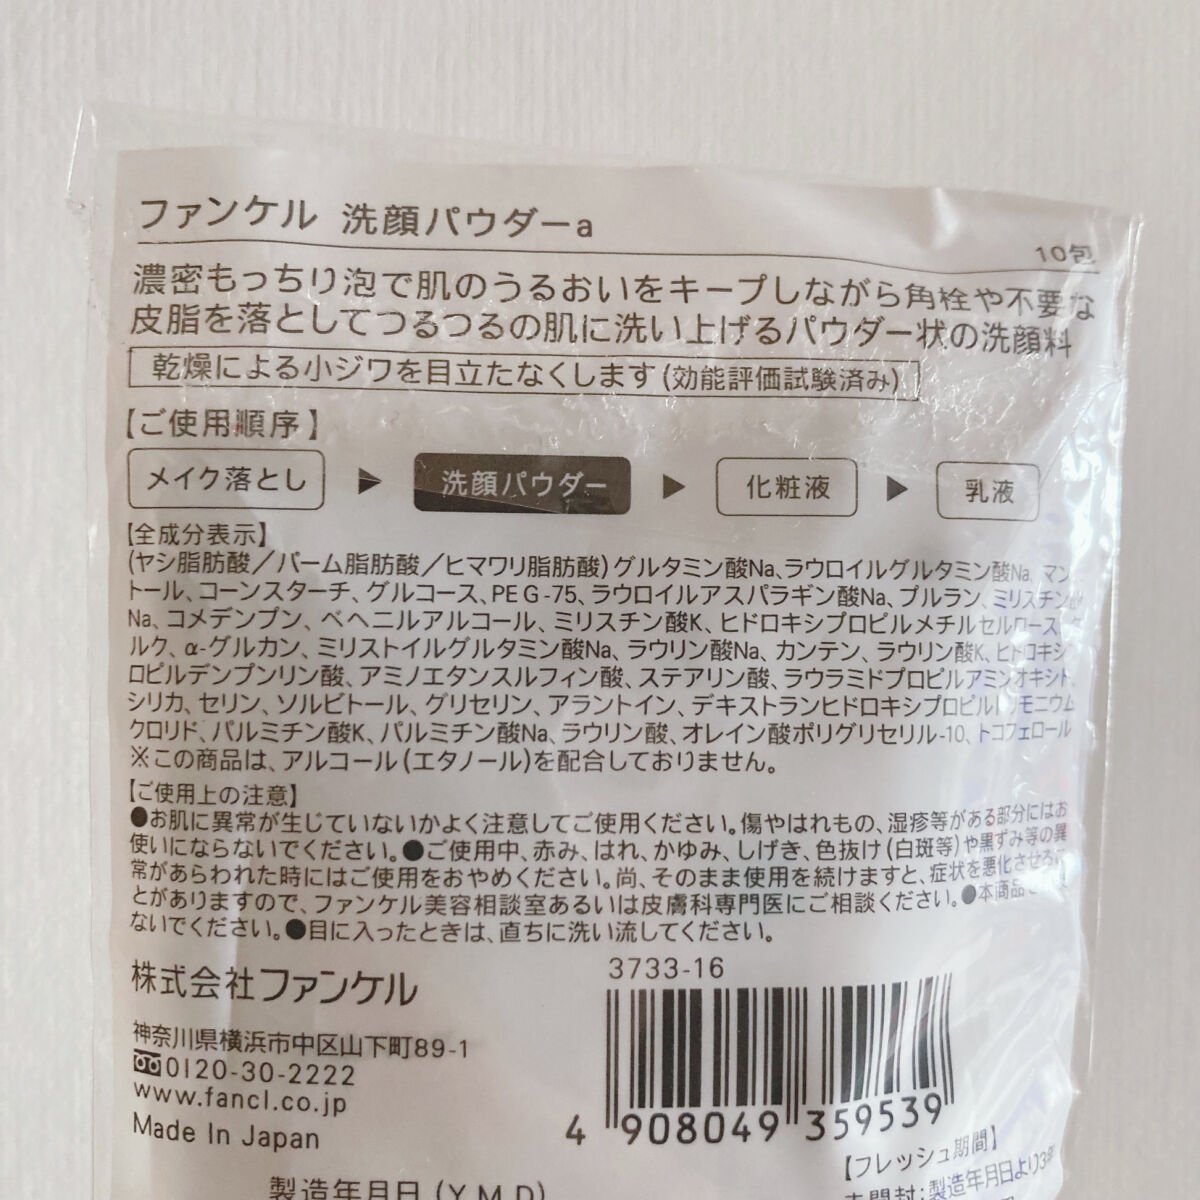 ファンケル 洗顔パウダーa
10包
濃密もっちり泡で肌のうるおいをキープしながら角栓や不要な
皮脂を落としてつるつるの肌に洗い上げるパウダー状の洗顔料
乾燥による小ジワを目立たなくします(効能評価試験済み)
【ご使用順序】
メイク落とし ▶ 洗顔パウダー ▶ 化粧液 ▶ 乳液
【全成分表示】
(ヤシ脂肪酸/パーム脂肪酸/ヒマワリ脂肪酸)グルタミン酸Na、ラウロイルグルタミン酸Na、マン
トール、コーンスターチ、グルコース、PEG-75、ラウロイルアスパラギン酸Na、プルラン、ミリスチン酸
Na、コメデンプン、ベヘニルアルコール、ミリスチン酸K、ヒドロキシプロピルメチルセルロース、
ルク、α-グルカン、ミリストイルグルタミン酸Na、ラウリン酸Na、カンテン、ラウリン酸K、ヒドロキシ
ロピルデンプンリン酸、アミノエタンスルフィン酸、ステアリン酸、ラウラミドプロピルアミンオキシド、
シリカ、セリン、ソルビトール、グリセリン、アラントイン、デキストランヒドロキシプロピルトリモニウム
クロリド、パルミチン酸K、パルミチン酸Na、ラウリン酸、オレイン酸ポリグリセリル-10、トコフェロール
※この商品は、アルコール(エタノール)を配合しておりません。
【ご使用上の注意】
●お肌に異常が生じていないかよく注意してご使用ください。傷やはれもの、湿疹等がある部分にはお
使いにならないでください。●ご使用中、赤み、はれ、かゆみ、しげき、色抜け(白斑等)や黒ずみ等の異
常があらわれた時にはご使用をおやめください。尚、そのまま使用を続けますと、症状を悪化させる
とがありますので、ファンケル美容相談室あるいは皮膚科専門医にご相談ください。●本商品
ないでください。●目に入ったときは、直ちに洗い流してください。
株式会社ファンケル
神奈川県横浜市中区山下町89-1
0120-30-2222
www.fancl.co.jp
Made In Japan
3733-16
4 908049 359539
【フレッシュ期間】
未開封:製造年月日より3年
製造年月日(Y.M.D)